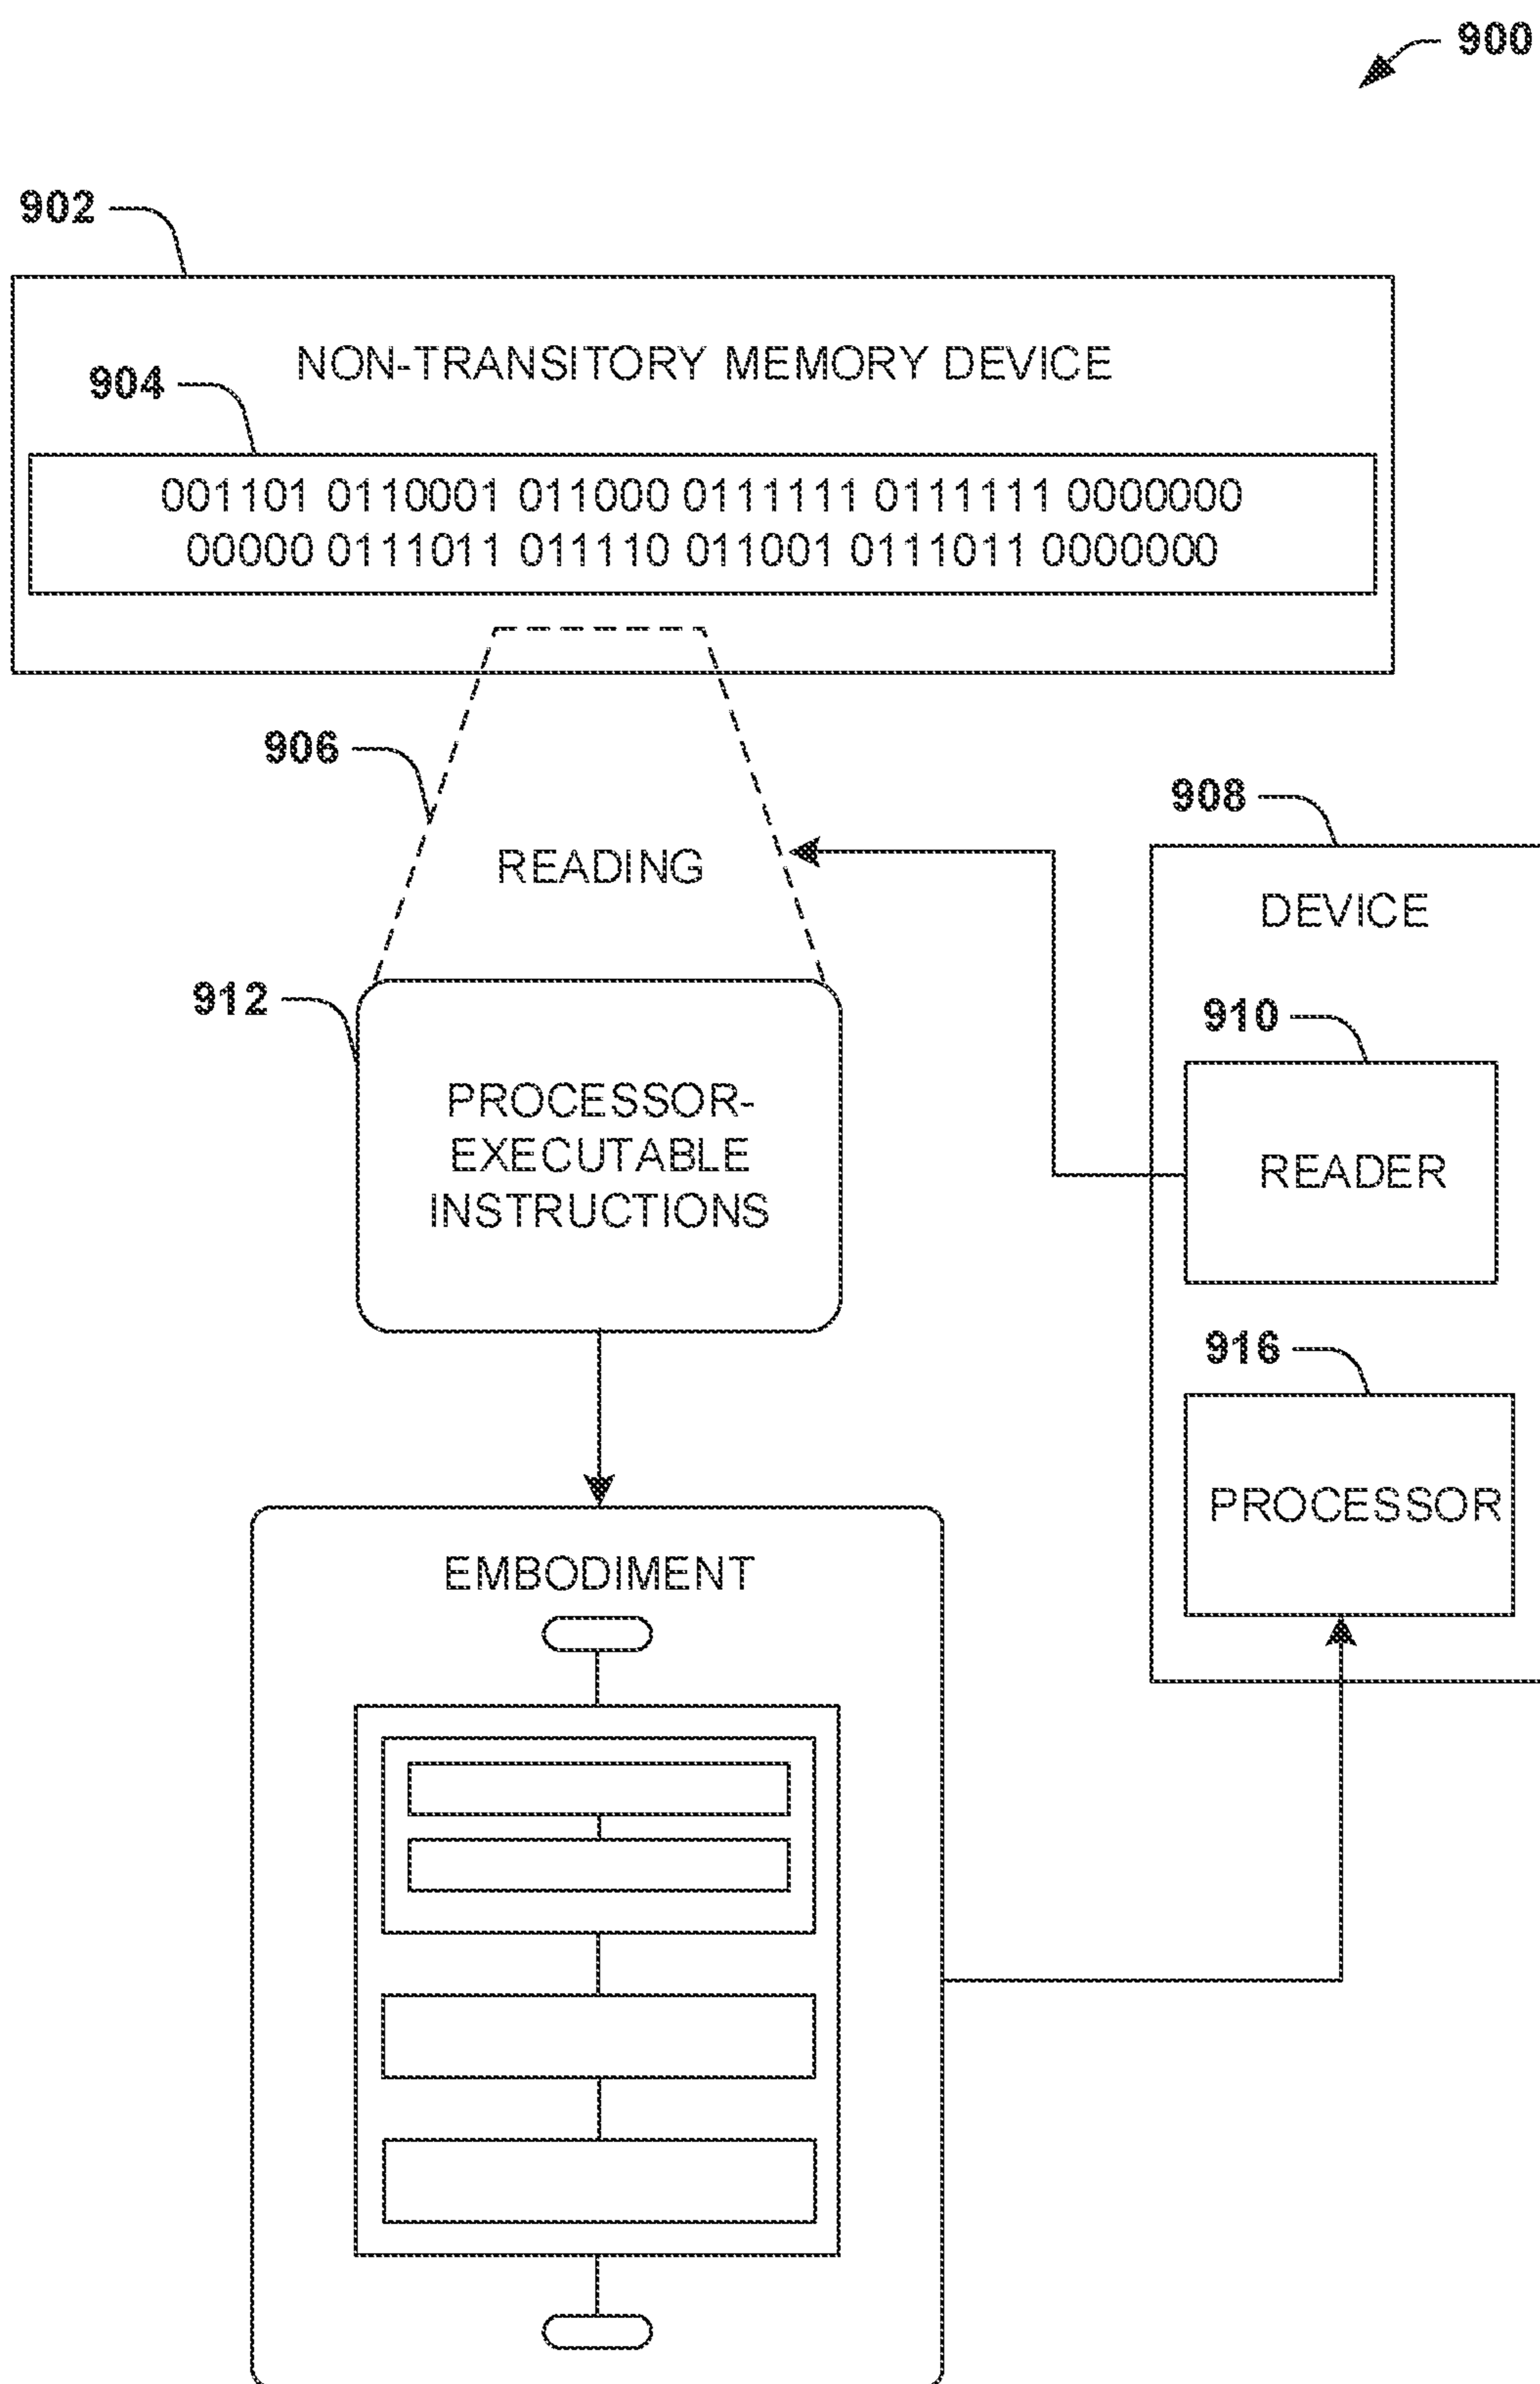 900
902
NON-TRANSITORY MEMORY DEVICE
904
001101 0110001 011000 0111111 0111111 0000000
00000 0111011 011110 011001 0111011 0000000
906
READING
908
DEVICE
912
PROCESSOR-
EXECUTABLE
INSTRUCTIONS
910
READER
916
PROCESSOR
EMBODIMENT